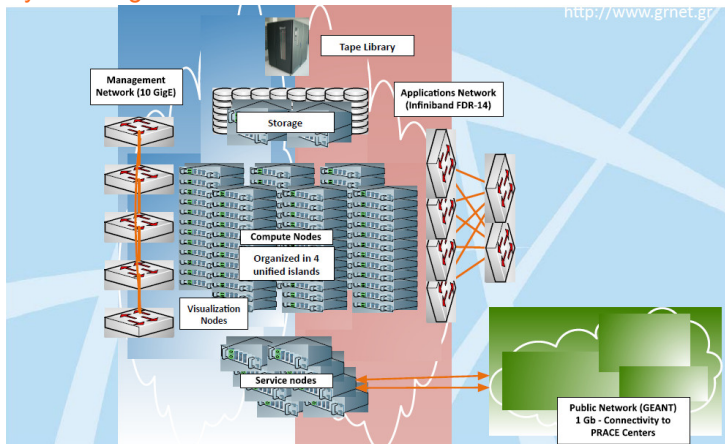 http://www.grnet.gr
Tape Library
Management
Network (10 GigE)
Applications Network
(Infiniband FDR-14)
Storage
Compute Nodes
Organized in 4
unified islands
Visualization
Nodes
Service nodes
Public Network (GEANT)
1 Gb - Connectivity to
PRACE Centers